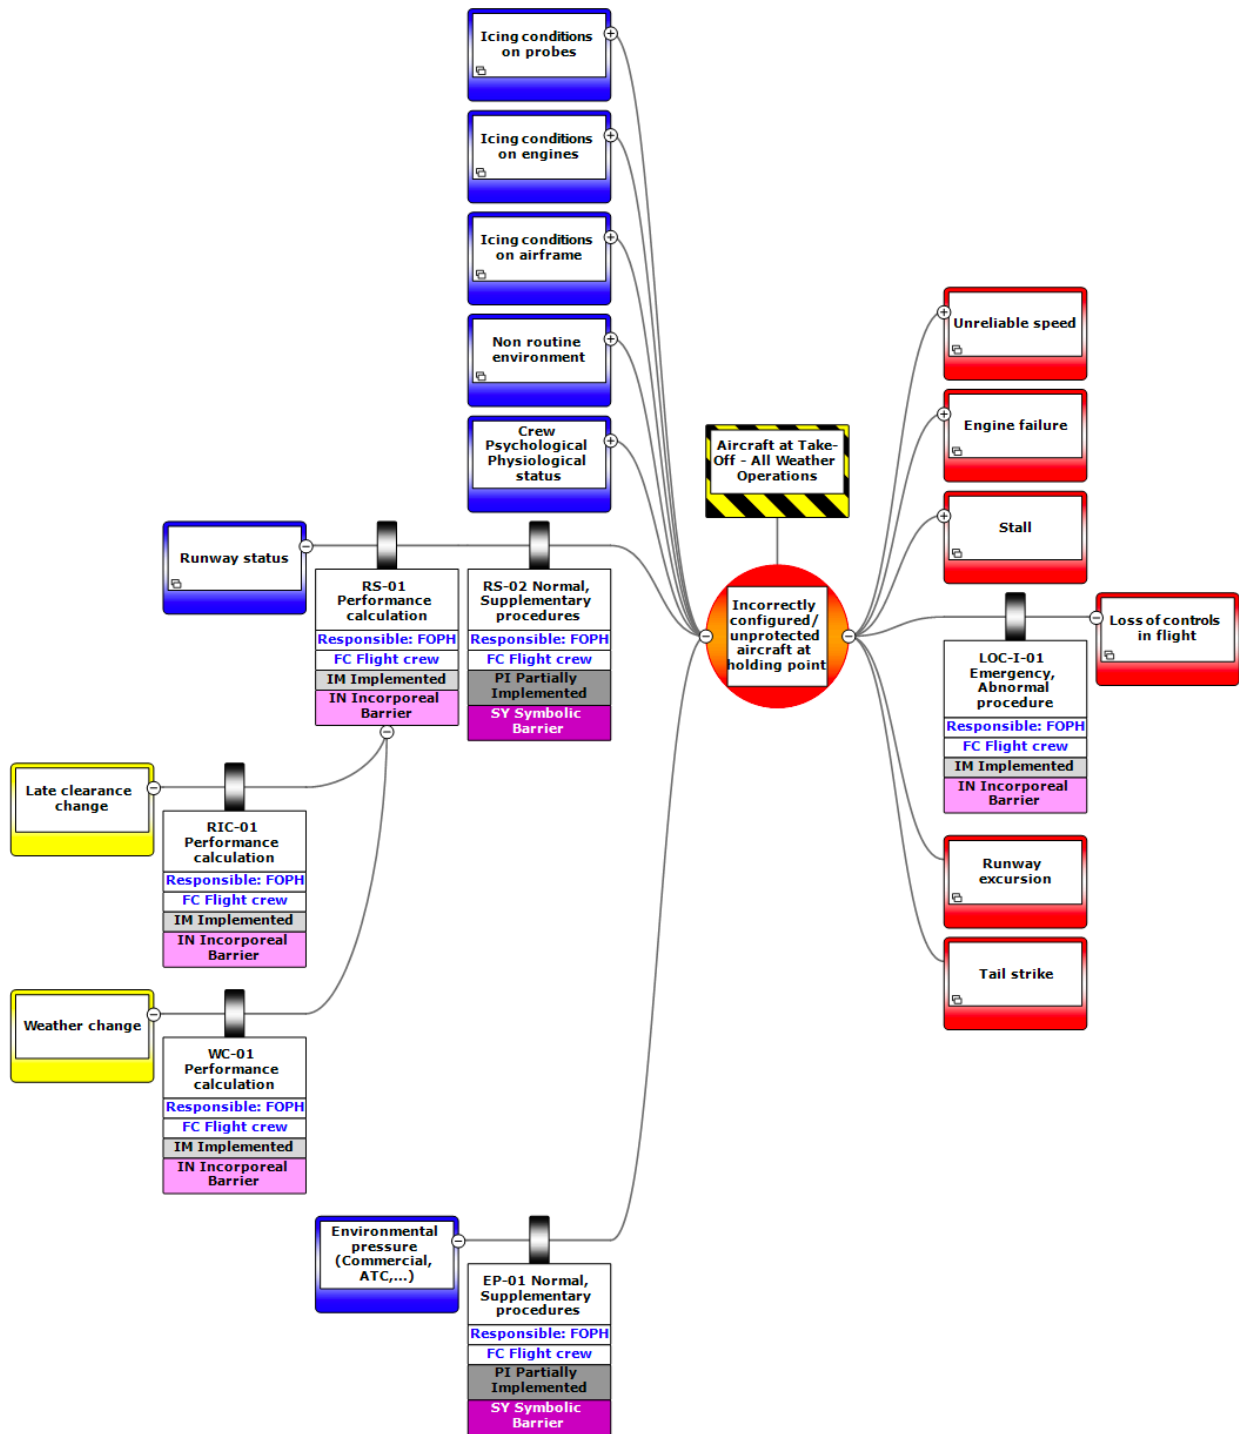 Icing conditions
on probes
Icing conditions
on engines
Icing conditions
on airframe
Non routine
environment
Crew
Psychological
Physiological
status
Aircraft at Take-
Off - All Weather
Operations
Incorrectly
configured/
unprotected
aircraft at
holding point
Unreliable speed
Engine failure
Stall
Loss of controls
in flight
LOC-I-01
Emergency,
Abnormal
procedure
Responsible: FOPH
FC Flight crew
IM Implemented
IN Incorporeal
Barrier
Runway
excursion
Tail strike
Runway status
RS-01
Performance
calculation
Responsible: FOPH
FC Flight crew
IM Implemented
IN Incorporeal
Barrier
RS-02 Normal,
Supplementary
procedures
Responsible: FOPH
FC Flight crew
PI Partially
Implemented
SY Symbolic
Barrier
Late clearance
change
RIC-01
Performance
calculation
Responsible: FOPH
FC Flight crew
IM Implemented
IN Incorporeal
Barrier
Weather change
WC-01
Performance
calculation
Responsible: FOPH
FC Flight crew
IM Implemented
IN Incorporeal
Barrier
Environmental
pressure
(Commercial,
ATC,...)
EP-01 Normal,
Supplementary
procedures
Responsible: FOPH
FC Flight crew
PI Partially
Implemented
SY Symbolic
Barrier